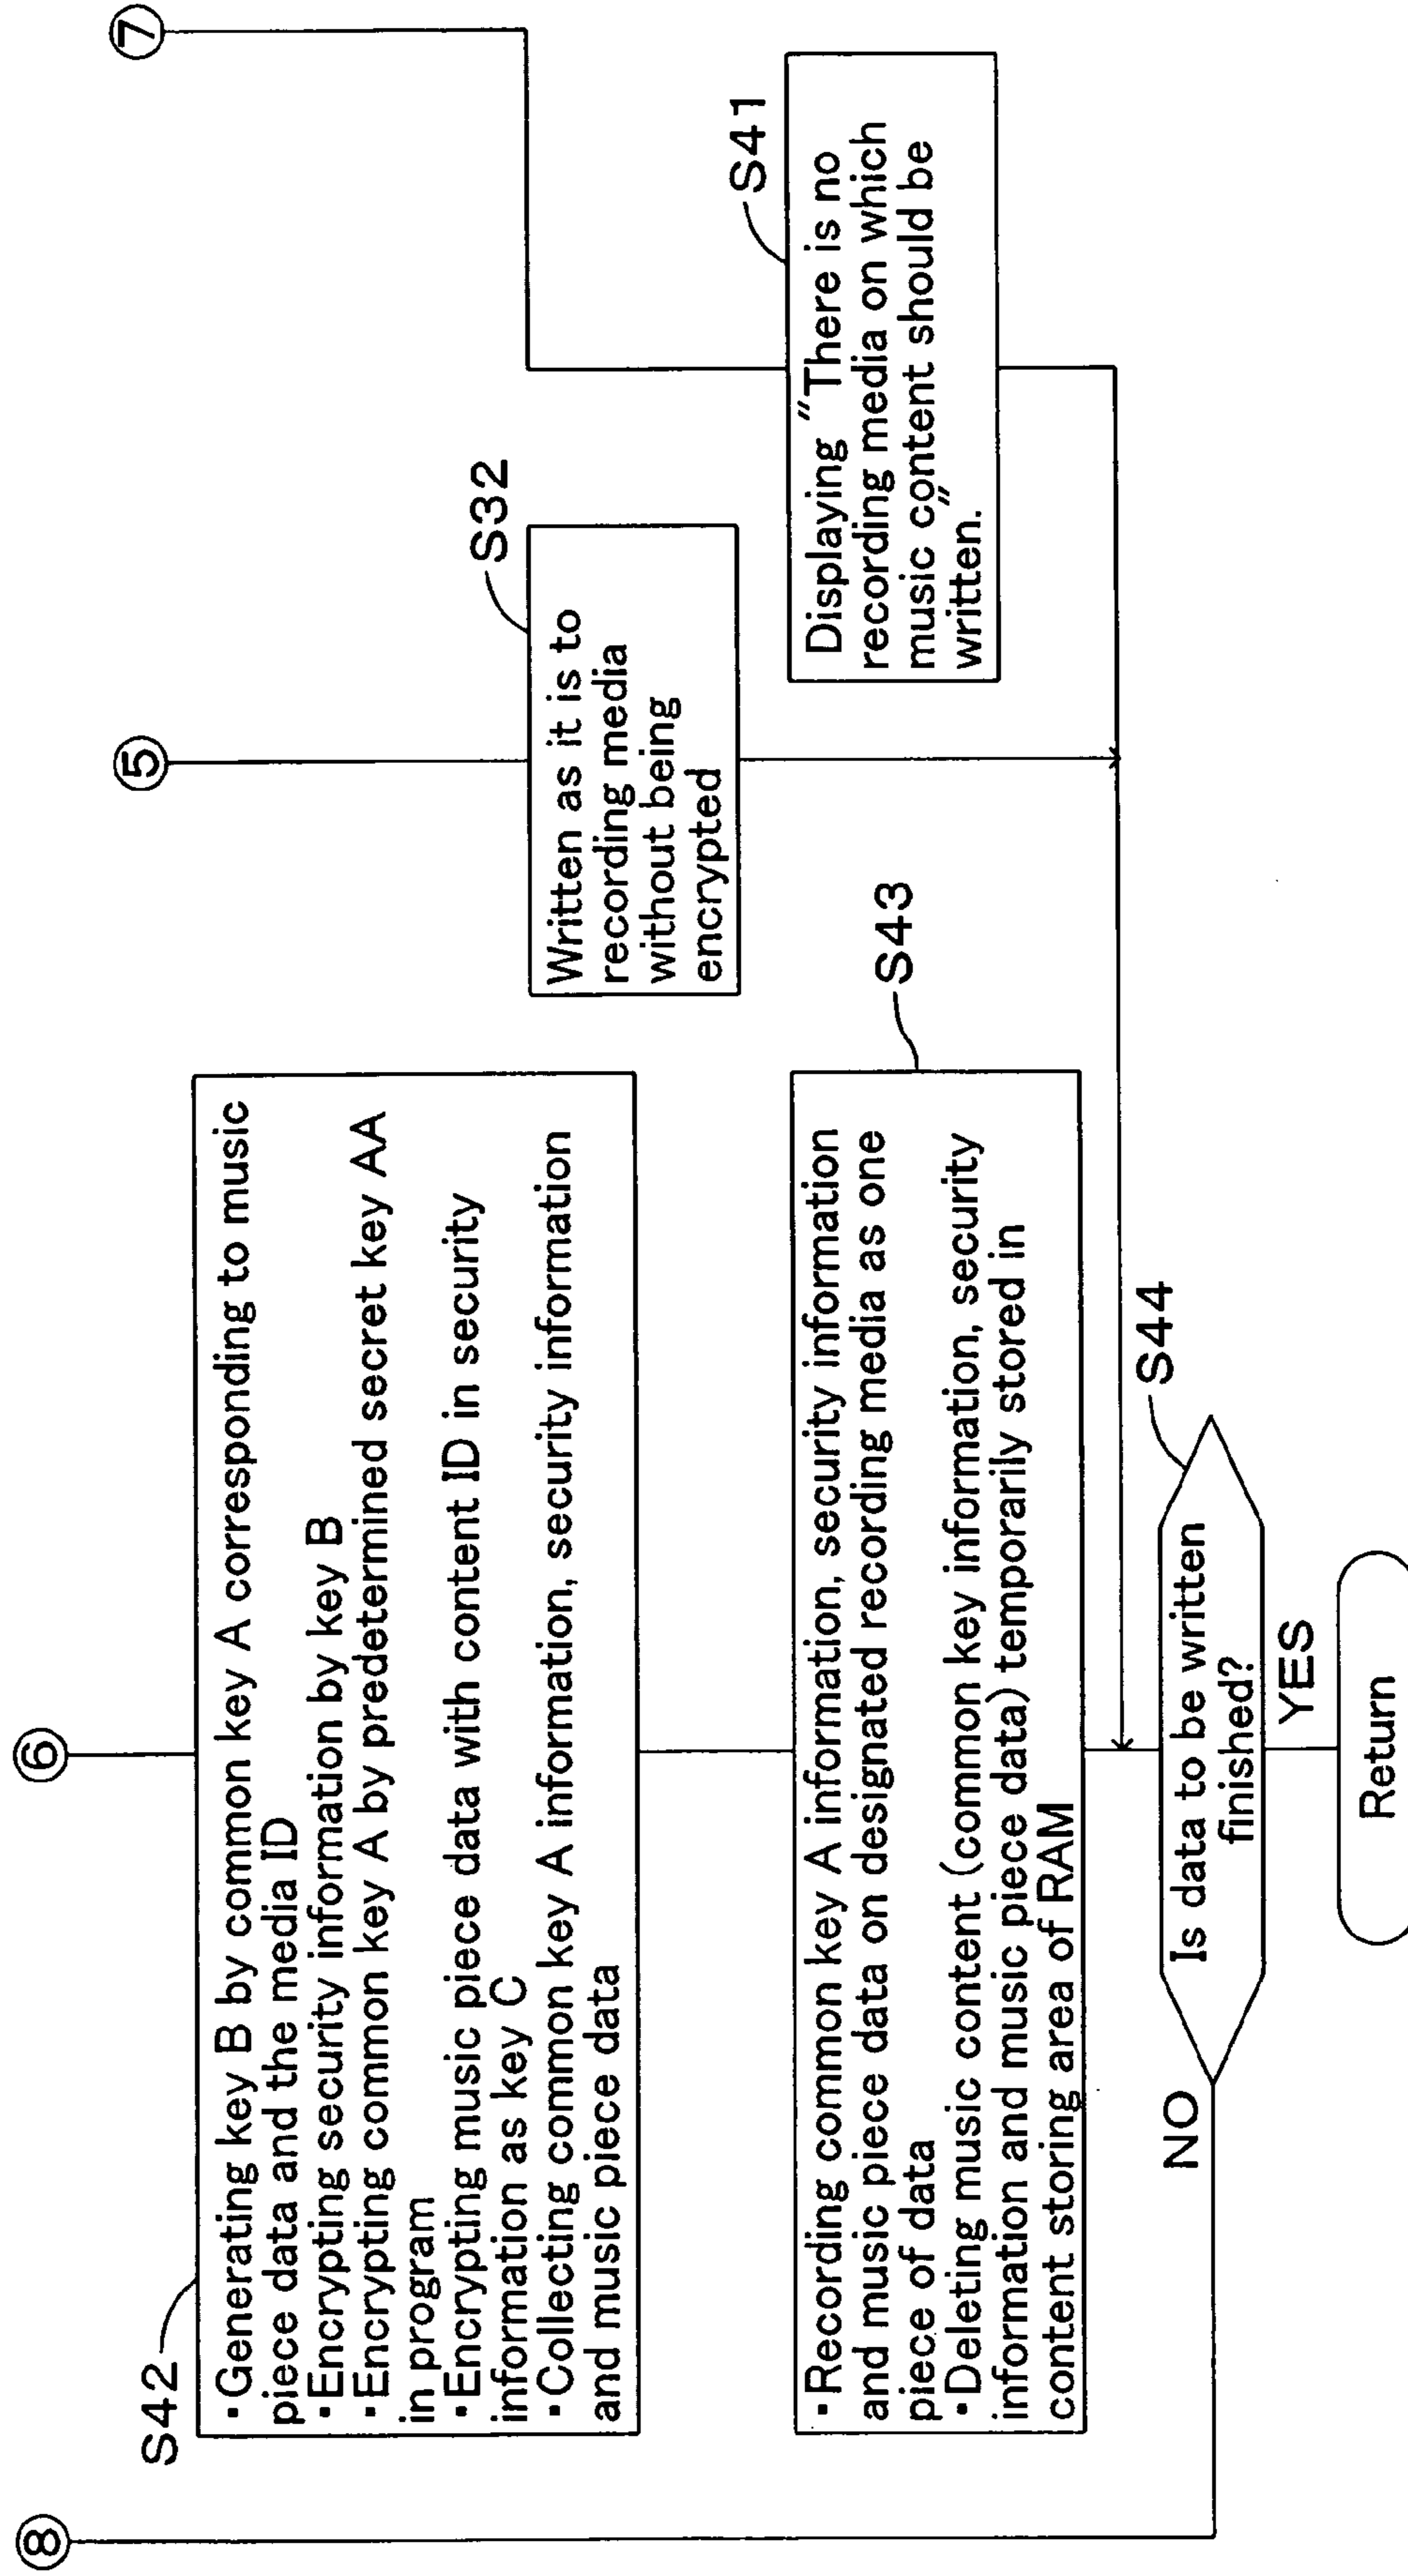 ⑧
⑥
⑤
⑦
S42
・Generating key B by common key A corresponding to music
piece data and the media ID
・Encrypting security information by key B
・Encrypting common key A by predetermined secret key AA
in program
・Encrypting music piece data with content ID in security
information as key C
・Collecting common key A information, security information
and music piece data
S32
Written as it is to
recording media
without being
encrypted
S41
Displaying "There is no
recording media on which
music content should be
written."
S43
・Recording common key A information, security information
and music piece data on designated recording media as one
piece of data
・Deleting music content (common key information, security
information and music piece data) temporarily stored in
content storing area of RAM
S44
Is data to be written
finished?
NO
YES
Return